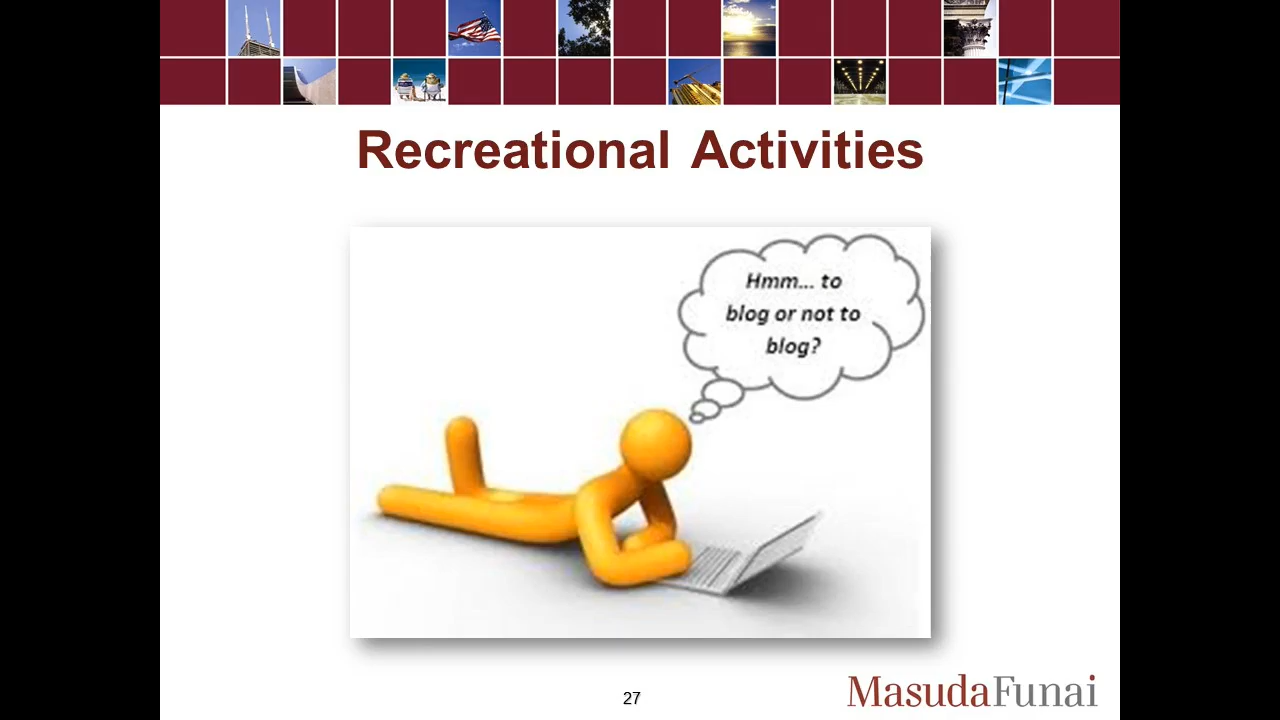 Recreational Activities
Hmm... to
blog or not to
blog?
27
MasudaFunai